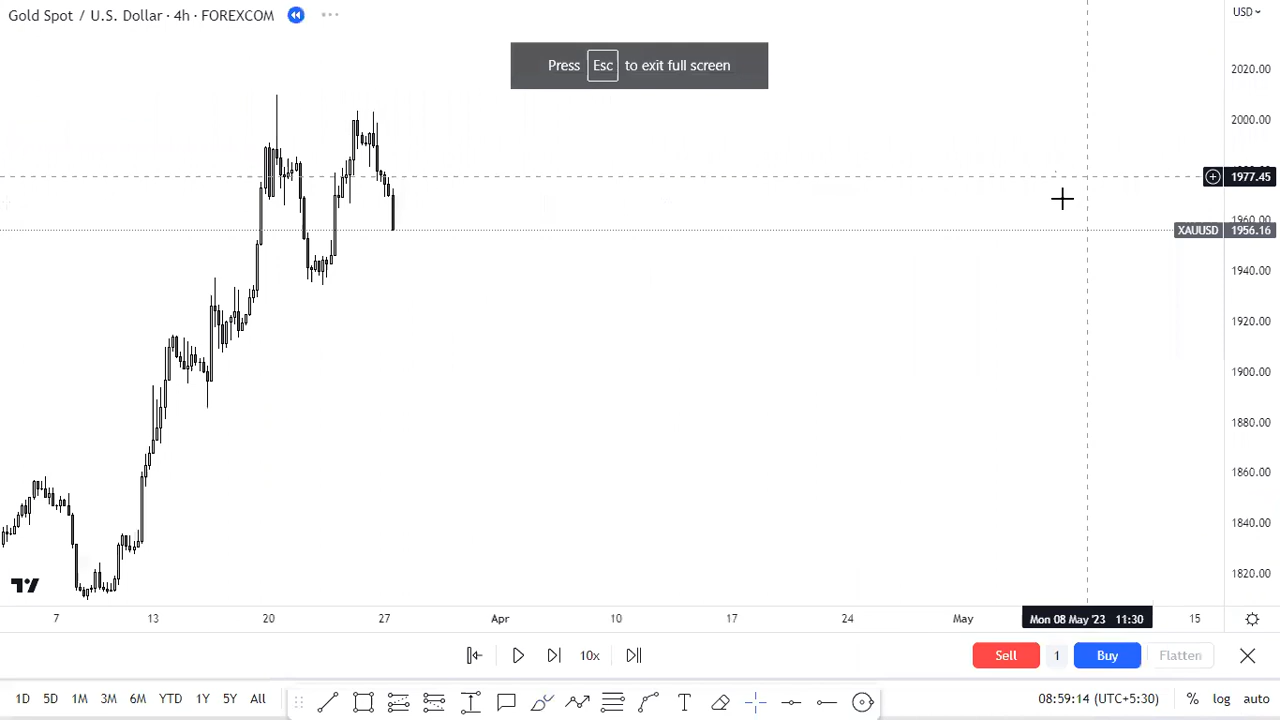 Gold Spot / U.S. Dollar · 4h · FOREXCOM
USD
Press Esc to exit full screen
2020.00
2000.00
1977.45
1960.00
XAUUSD 1956.16
1940.00
1920.00
1900.00
1880.00
1860.00
1840.00
1820.00
7 13 20 27 Apr 10 17 24 May Mon 08 May '23 11:30 15
10x Sell 1 Buy Flatten
1D 5D 1M 3M 6M YTD 1Y 5Y All T 08:59:14 (UTC+5:30) % log auto